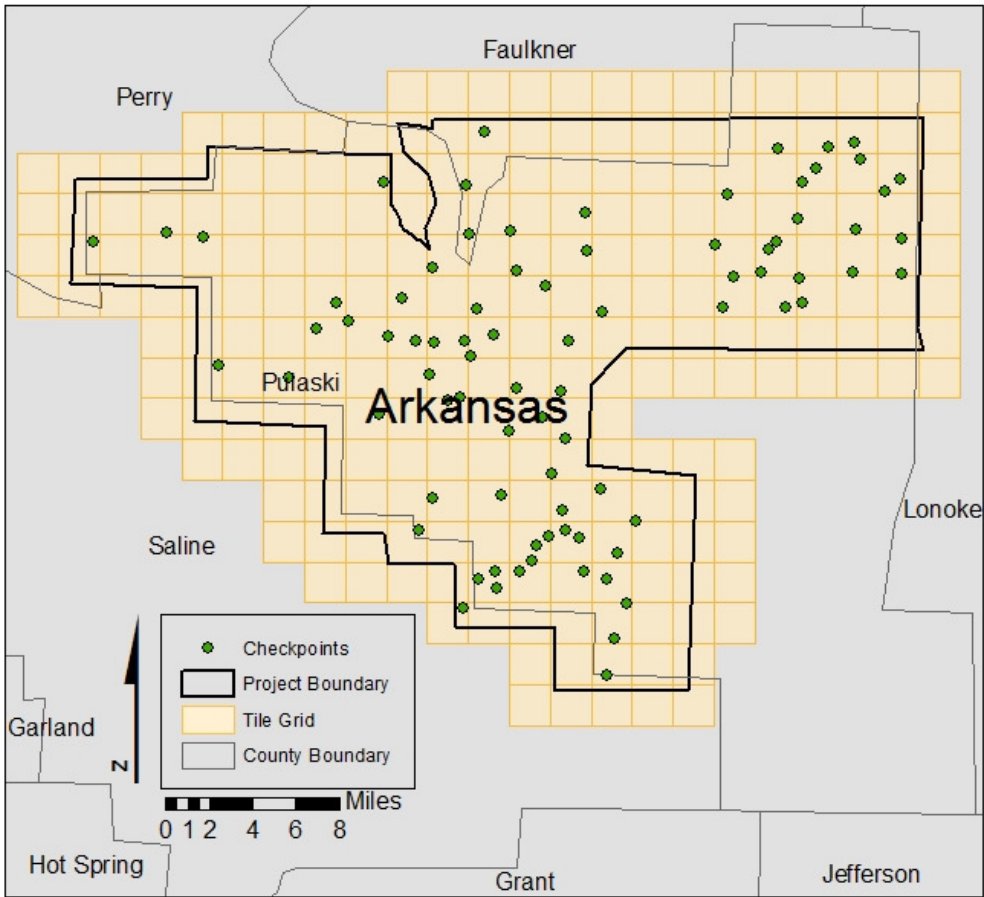 Faulkner
Perry
Pulaski
Arkansas
Lonoke
Saline
Checkpoints
Project Boundary
Tile Grid
County Boundary
Garland
N
Miles
0 1 2 4 6 8
Hot Spring
Grant
Jefferson